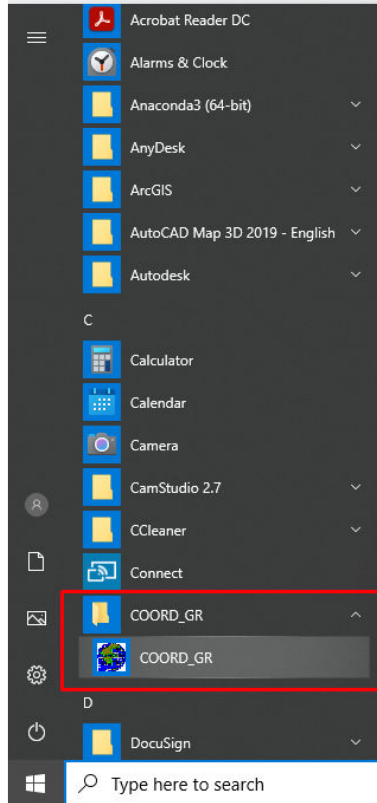 Acrobat Reader DC
Alarms & Clock
Anaconda3 (64-bit)
AnyDesk
ArcGIS
AutoCAD Map 3D 2019 - English
Autodesk
C
Calculator
Calendar
Camera
CamStudio 2.7
CCleaner
Connect
COORD_GR
COORD_GR
D
DocuSign
Type here to search